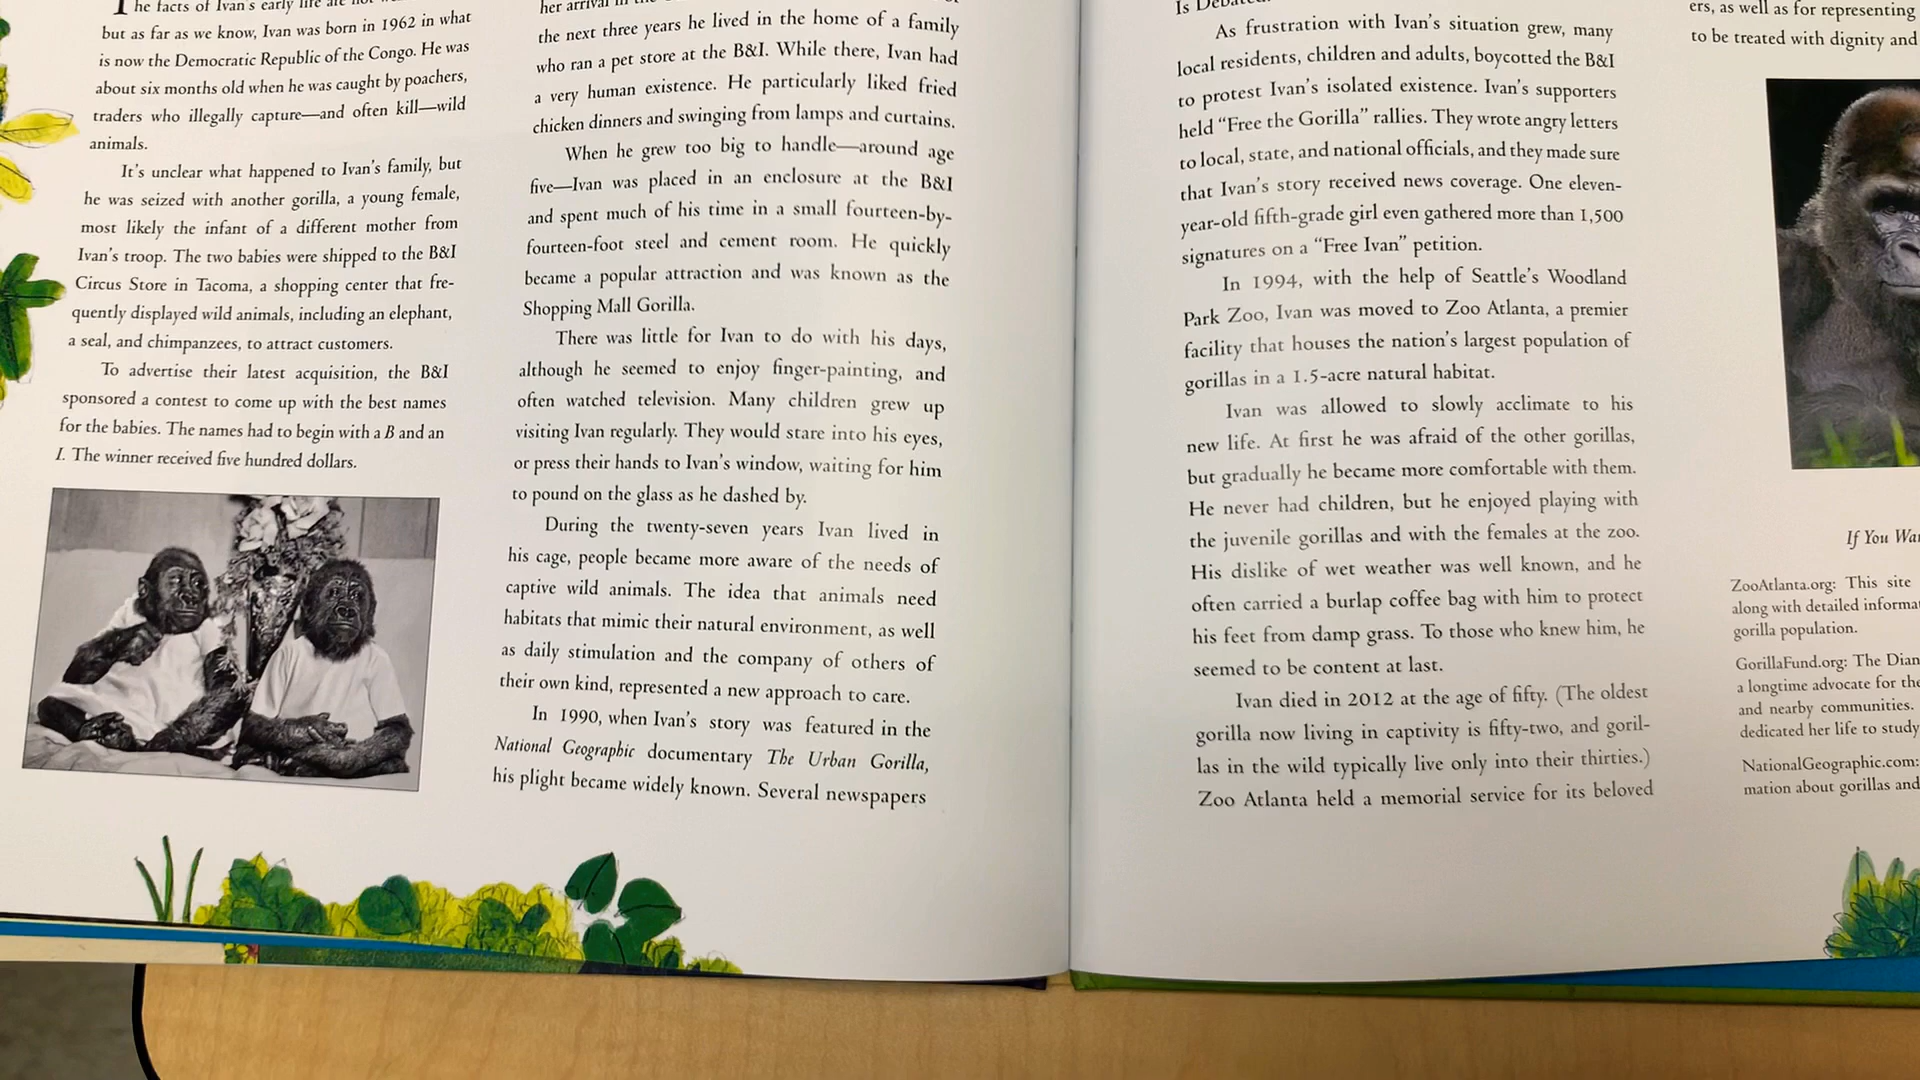 The facts of Ivan's early life are not
but as far as we know, Ivan was born in 1962 in what
is now the Democratic Republic of the Congo. He was
about six months old when he was caught by poachers,
traders who illegally capture—and often kill—wild
animals.
It's unclear what happened to Ivan's family, but
he was seized with another gorilla, a young female,
most likely the infant of a different mother from
Ivan's troop. The two babies were shipped to the B&I
Circus Store in Tacoma, a shopping center that fre-
quently displayed wild animals, including an elephant,
a seal, and chimpanzees, to attract customers.
To advertise their latest acquisition, the B&I
sponsored a contest to come up with the best names
for the babies. The names had to begin with a B and an
I. The winner received five hundred dollars.
her arrival in the
the next three years he lived in the home of a family
who ran a pet store at the B&I. While there, Ivan had
a very human existence. He particularly liked fried
chicken dinners and swinging from lamps and curtains.
When he grew too big to handle—around age
five—Ivan was placed in an enclosure at the B&I
and spent much of his time in a small fourteen-by-
fourteen-foot steel and cement room. He quickly
became a popular attraction and was known as the
Shopping Mall Gorilla.
There was little for Ivan to do with his days,
although he seemed to enjoy finger-painting, and
often watched television. Many children grew up
visiting Ivan regularly. They would stare into his eyes,
or press their hands to Ivan's window, waiting for him
to pound on the glass as he dashed by.
During the twenty-seven years Ivan lived in
his cage, people became more aware of the needs of
captive wild animals. The idea that animals need
habitats that mimic their natural environment, as well
as daily stimulation and the company of others of
their own kind, represented a new approach to care.
In 1990, when Ivan's story was featured in the
National Geographic documentary The Urban Gorilla,
his plight became widely known. Several newspapers
Is Debated.
As frustration with Ivan's situation grew, many
local residents, children and adults, boycotted the B&I
to protest Ivan's isolated existence. Ivan's supporters
held “Free the Gorilla” rallies. They wrote angry letters
to local, state, and national officials, and they made sure
that Ivan's story received news coverage. One eleven-
year-old fifth-grade girl even gathered more than 1,500
signatures on a “Free Ivan” petition.
In 1994, with the help of Seattle's Woodland
Park Zoo, Ivan was moved to Zoo Atlanta, a premier
facility that houses the nation's largest population of
gorillas in a 1.5-acre natural habitat.
Ivan was allowed to slowly acclimate to his
new life. At first he was afraid of the other gorillas,
but gradually he became more comfortable with them.
He never had children, but he enjoyed playing with
the juvenile gorillas and with the females at the zoo.
His dislike of wet weather was well known, and he
often carried a burlap coffee bag with him to protect
his feet from damp grass. To those who knew him, he
seemed to be content at last.
Ivan died in 2012 at the age of fifty. (The oldest
gorilla now living in captivity is fifty-two, and goril-
las in the wild typically live only into their thirties.)
Zoo Atlanta held a memorial service for its beloved
ers, as well as for representing
to be treated with dignity and
If You
ZooAtlanta.org: This site
along with detailed
gorilla population.
GorillaFund.org: The
a longtime advocate for the
and nearby communities.
dedicated her life to study
NationalGeographic.com:
mation about gorillas and